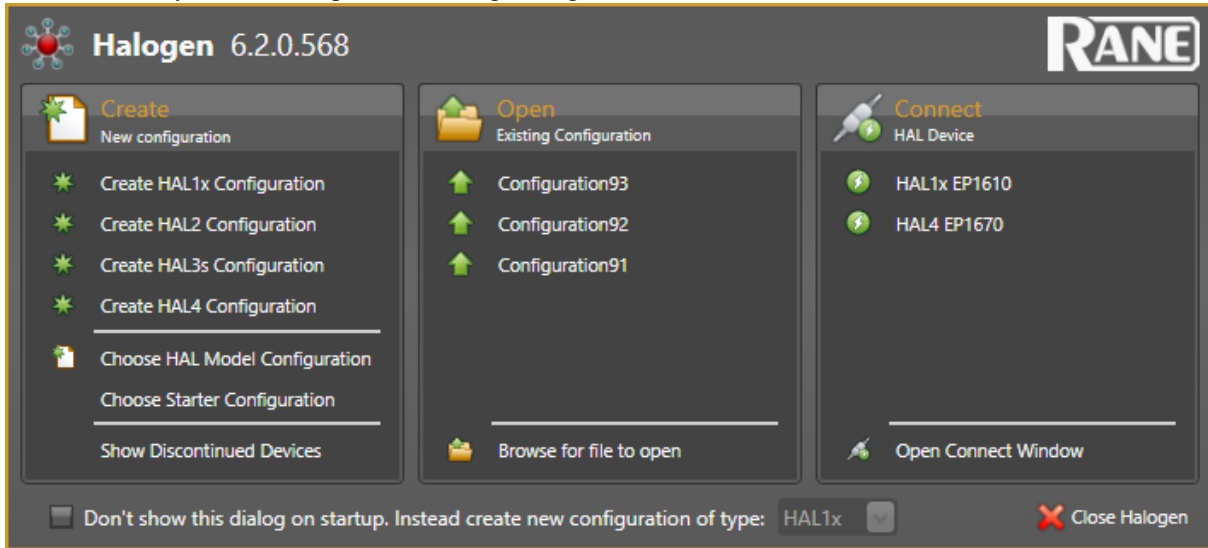 Halogen 6.2.0.568
RANE
Create
New configuration
Create HAL1x Configuration
Create HAL2 Configuration
Create HAL3s Configuration
Create HAL4 Configuration
Choose HAL Model Configuration
Choose Starter Configuration
Show Discontinued Devices
Open
Existing Configuration
Configuration93
Configuration92
Configuration91
Browse for file to open
Connect
HAL Device
HAL1x EP1610
HAL4 EP1670
Open Connect Window
Don't show this dialog on startup. Instead create new configuration of type: HAL1x
Close Halogen